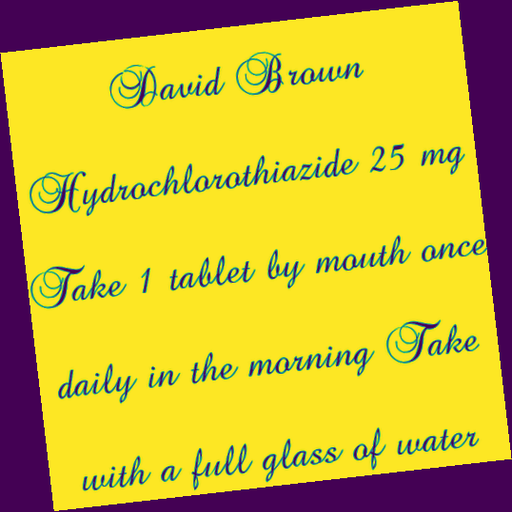 David Brown
Hydrochlorothiazide 25 mg
Take 1 tablet by mouth once
daily in the morning Take
with a full glass of water